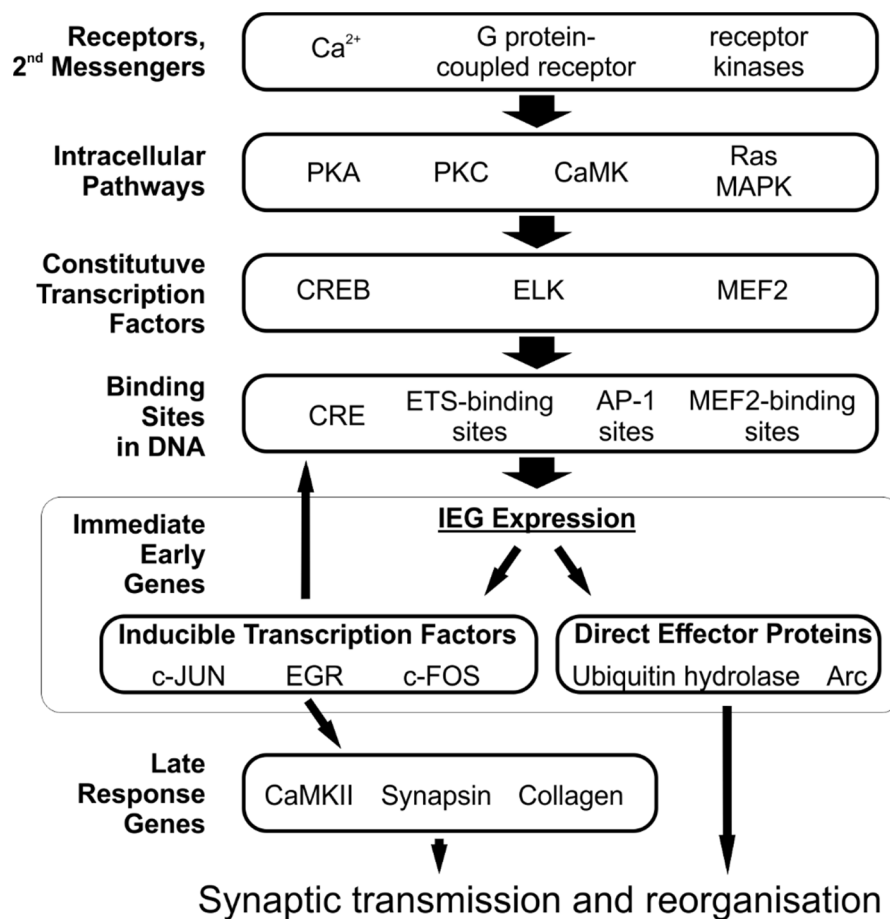 Receptors,
2nd Messengers
Ca2+
G protein-
coupled receptor
receptor
kinases
Intracellular
Pathways
PKA
PKC
CaMK
Ras
MAPK
Constitutuve
Transcription
Factors
CREB
ELK
MEF2
Binding
Sites
in DNA
CRE
ETS-binding
sites
AP-1
sites
MEF2-binding
sites
Immediate
Early
Genes
IEG Expression
Inducible Transcription Factors
c-JUN
EGR
c-FOS
Direct Effector Proteins
Ubiquitin hydrolase
Arc
Late
Response
Genes
CaMKII
Synapsin
Collagen
Synaptic transmission and reorganisation